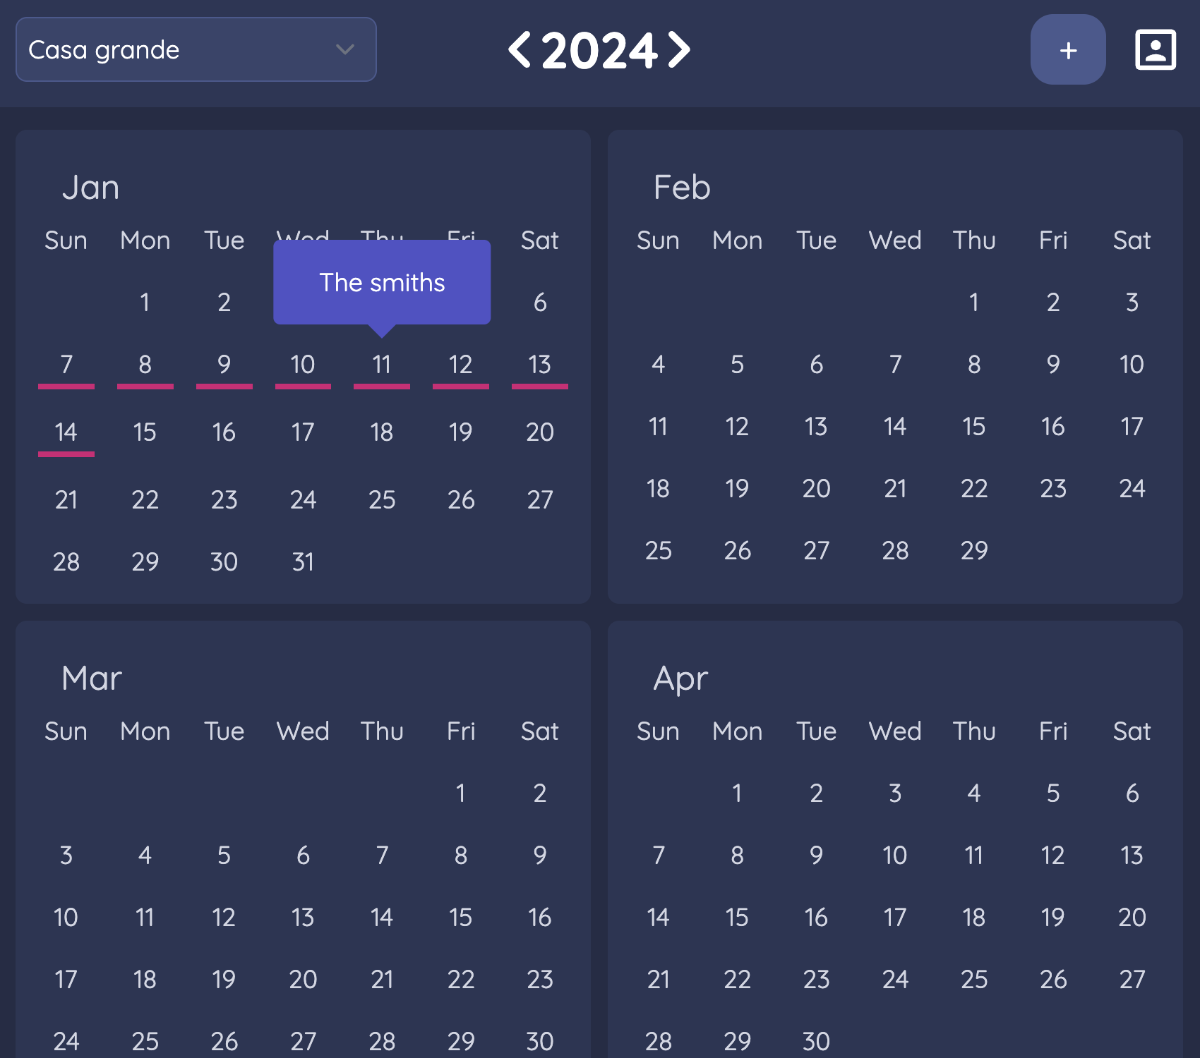 Casa grande
2024
+
Jan
Sun Mon Tue Wed Thu Fri Sat
The smiths
1 2 6
7 8 9 10 11 12 13
14 15 16 17 18 19 20
21 22 23 24 25 26 27
28 29 30 31
Feb
Sun Mon Tue Wed Thu Fri Sat
1 2 3
4 5 6 7 8 9 10
11 12 13 14 15 16 17
18 19 20 21 22 23 24
25 26 27 28 29
Mar
Sun Mon Tue Wed Thu Fri Sat
1 2
3 4 5 6 7 8 9
10 11 12 13 14 15 16
17 18 19 20 21 22 23
24 25 26 27 28 29 30
Apr
Sun Mon Tue Wed Thu Fri Sat
1 2 3 4 5 6
7 8 9 10 11 12 13
14 15 16 17 18 19 20
21 22 23 24 25 26 27
28 29 30